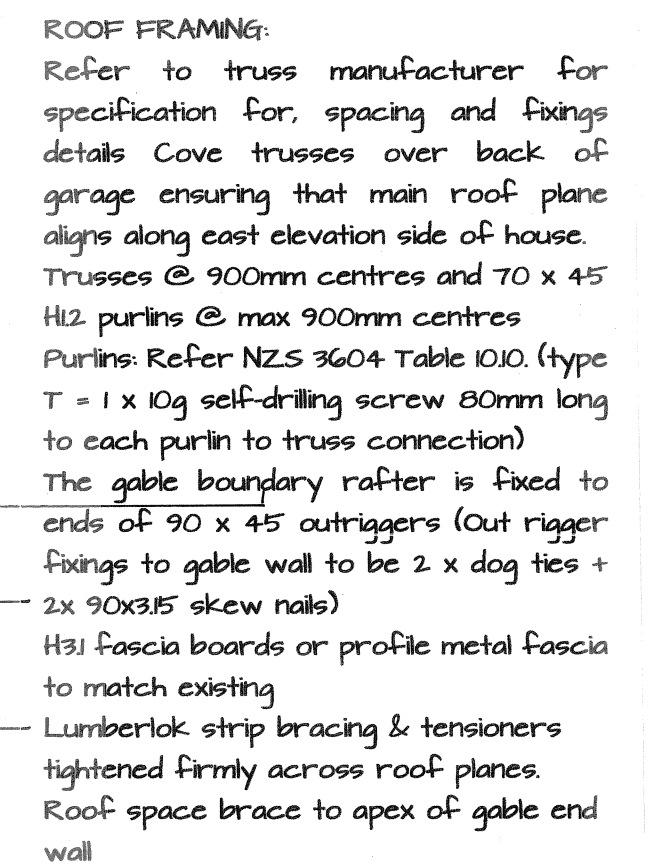 ROOF FRAMING:
Refer to truss manufacturer for
specification for, spacing and fixings
details Cove trusses over back of
garage ensuring that main roof plane
aligns along east elevation side of house.
Trusses @ 900mm centres and 70 x 45
H1.2 purlins @ max 900mm centres
Purlins: Refer NZS 3604 Table 10.10. (type
T = 1 x 10g self-drilling screw 80mm long
to each purlin to truss connection)
The gable boundary rafter is fixed to
ends of 90 x 45 outriggers (Out rigger
fixings to gable wall to be 2 x dog ties +
2x 90x3.15 skew nails)
H3.1 fascia boards or profile metal fascia
to match existing
Lumberlok strip bracing & tensioners
tightened firmly across roof planes.
Roof space brace to apex of gable end
wall